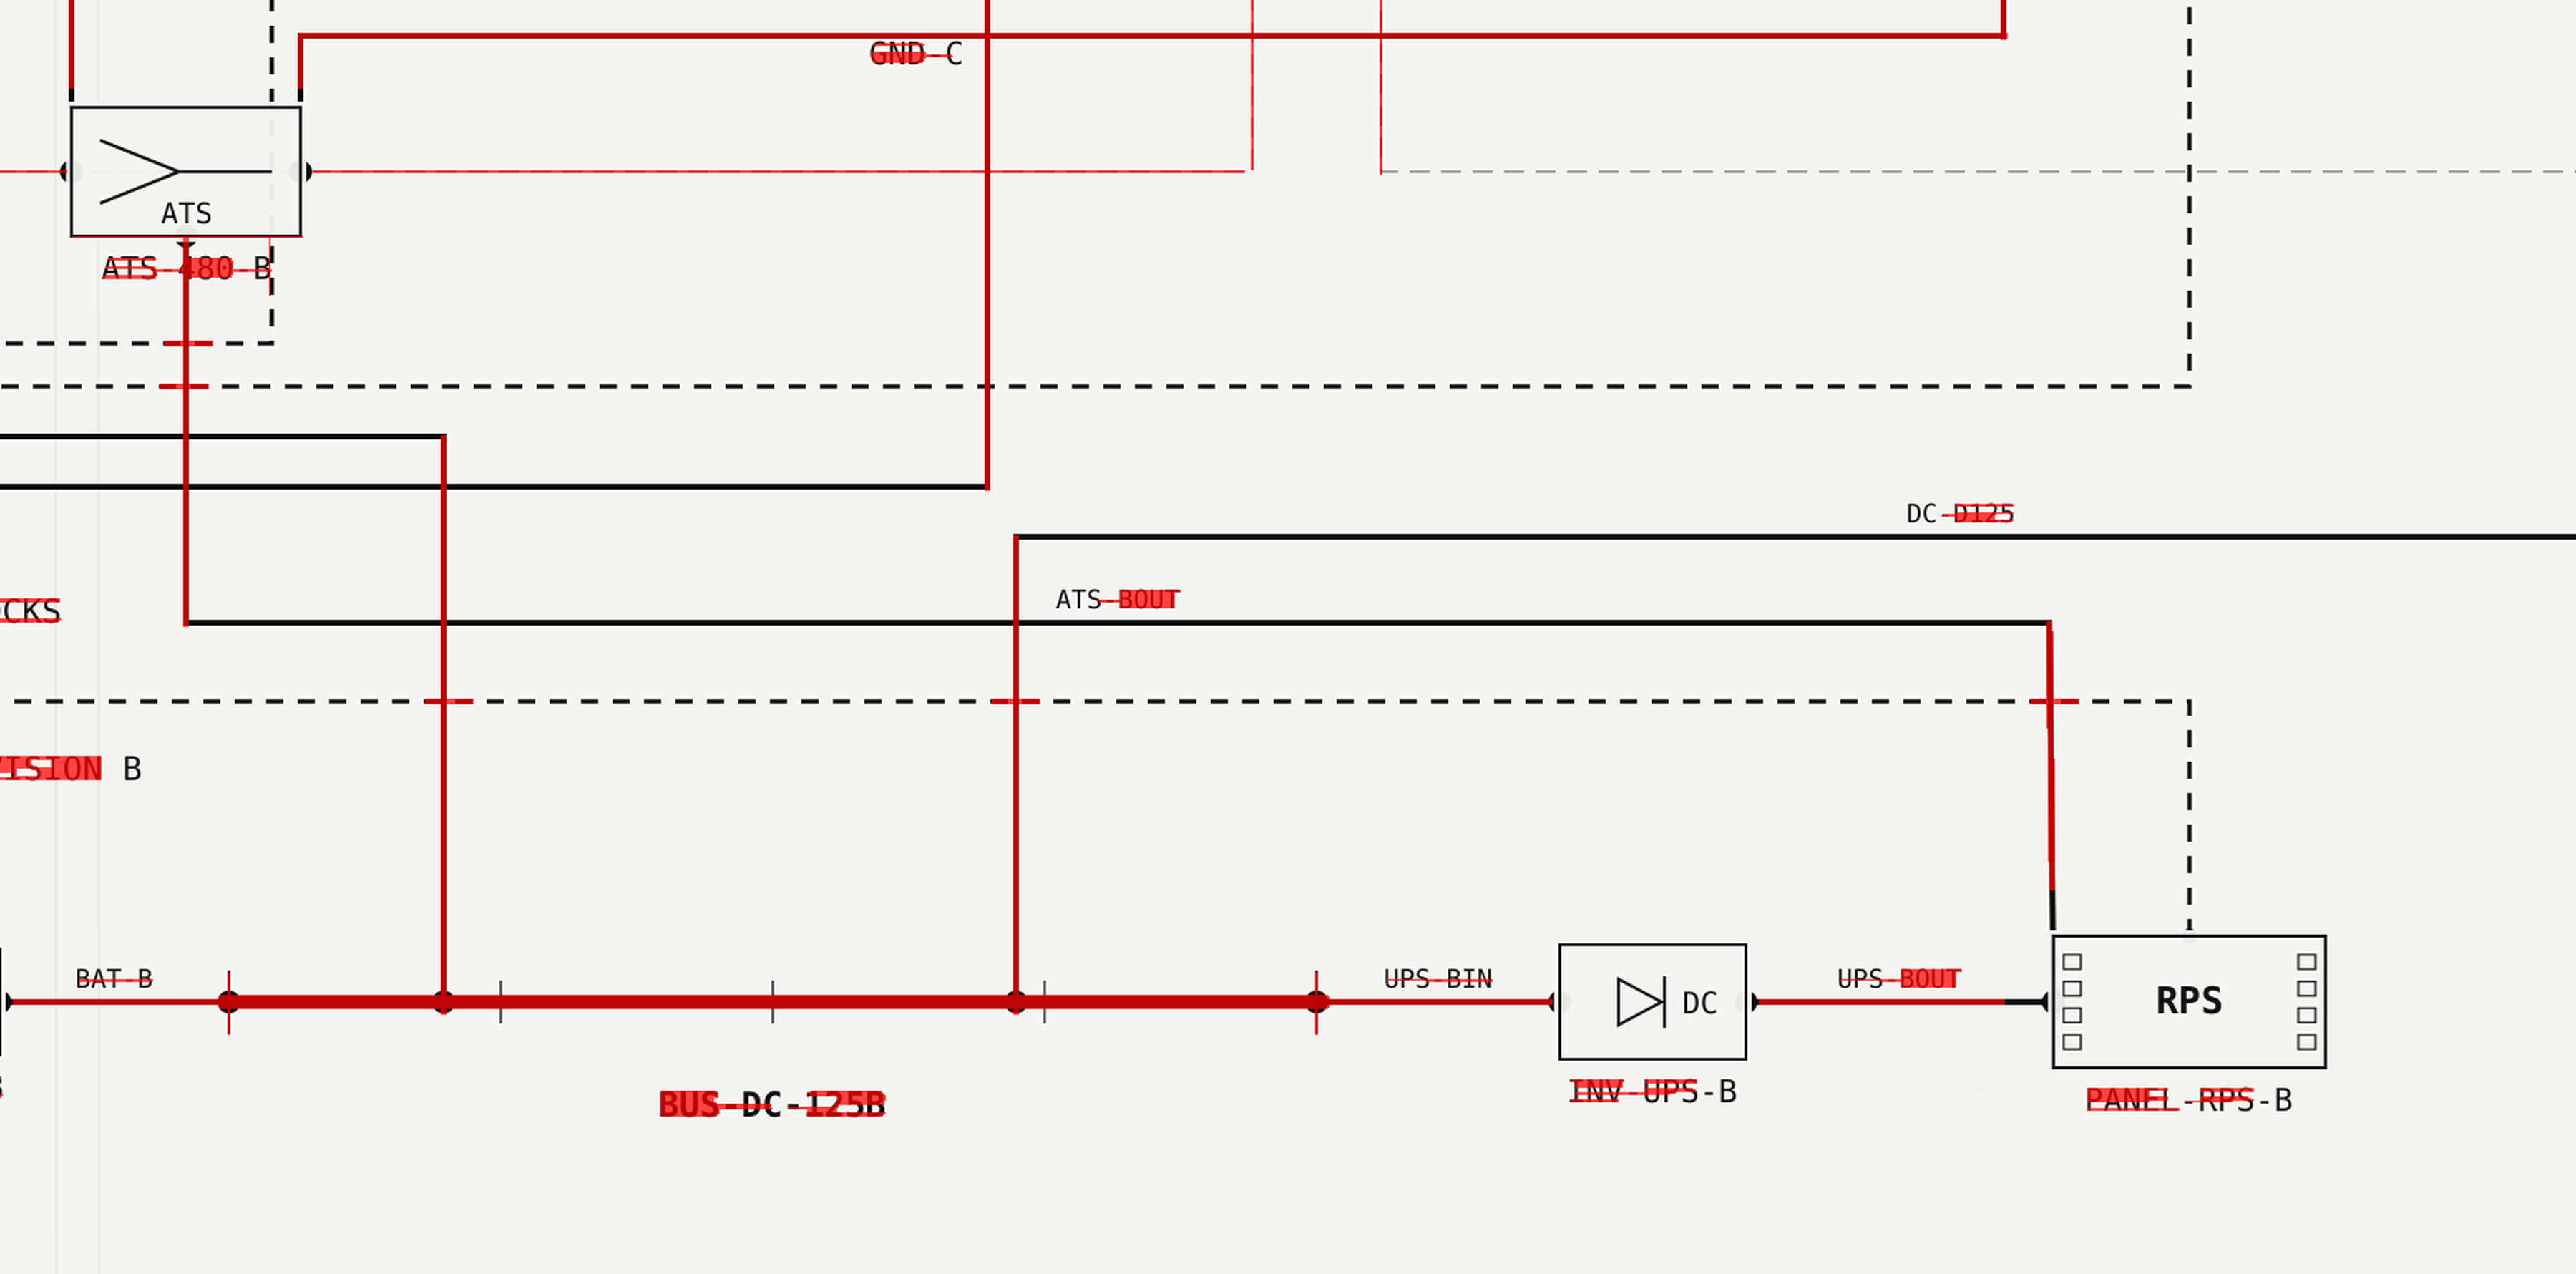 GND-C
ATS
ATS-480-B
DC-D125
ATS-BOUT
CKS
VISION B
BAT-B
UPS-BIN
DC
UPS-BOUT
RPS
BUS-DC-125B
INV-UPS-B
PANEL-RPS-B